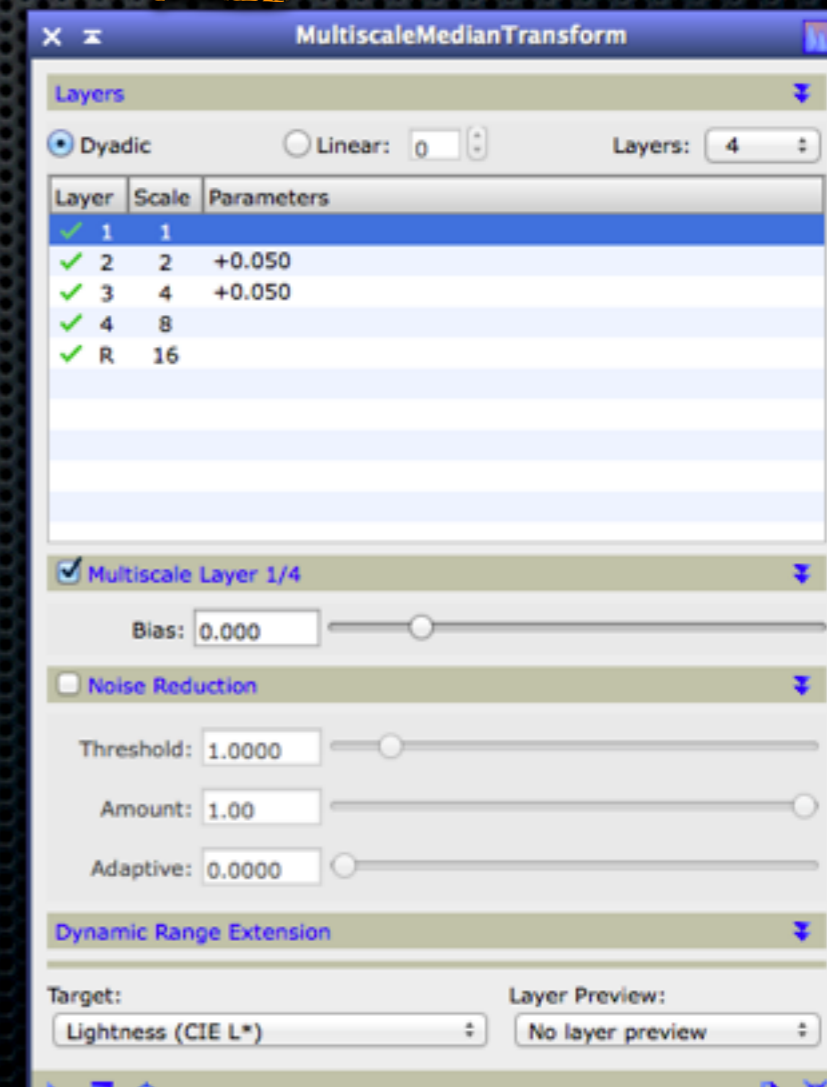 MultiscaleMedianTransform
Layers
Dyadic Linear: 0 Layers: 4
Layer Scale Parameters
1 1
2 2 +0.050
3 4 +0.050
4 8
R 16
Multiscale Layer 1/4
Bias: 0.000
Noise Reduction
Threshold: 1.0000
Amount: 1.00
Adaptive: 0.0000
Dynamic Range Extension
Target: Layer Preview:
Lightness (CIE L*) No layer preview